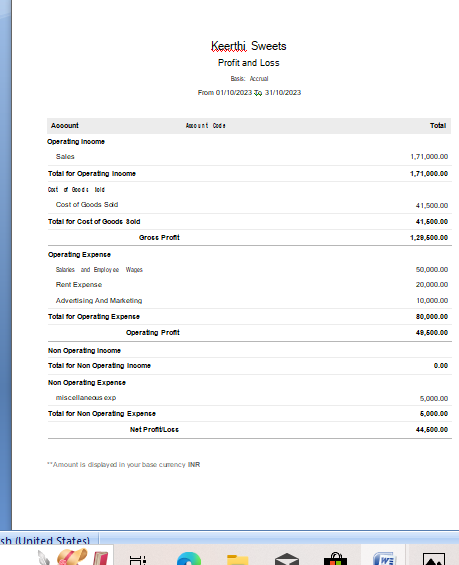 Keerthi Sweets
Profit and Loss
Basis: Accrual
From 01/10/2023 To 31/10/2023
Account Account Code Total
Operating Income
Sales 1,71,000.00
Total for Operating Income 1,71,000.00
Cost of Goods Sold
Cost of Goods Sold 41,500.00
Total for Cost of Goods Sold 41,500.00
Gross Profit 1,29,500.00
Operating Expense
Salaries and Employee Wages 50,000.00
Rent Expense 20,000.00
Advertising And Marketing 10,000.00
Total for Operating Expense 80,000.00
Operating Profit 49,500.00
Non Operating Income
Total for Non Operating Income 0.00
Non Operating Expense
miscellaneous exp 5,000.00
Total for Non Operating Expense 5,000.00
Net Profit/Loss 44,500.00
**Amount is displayed in your base currency INR
sh (United States)